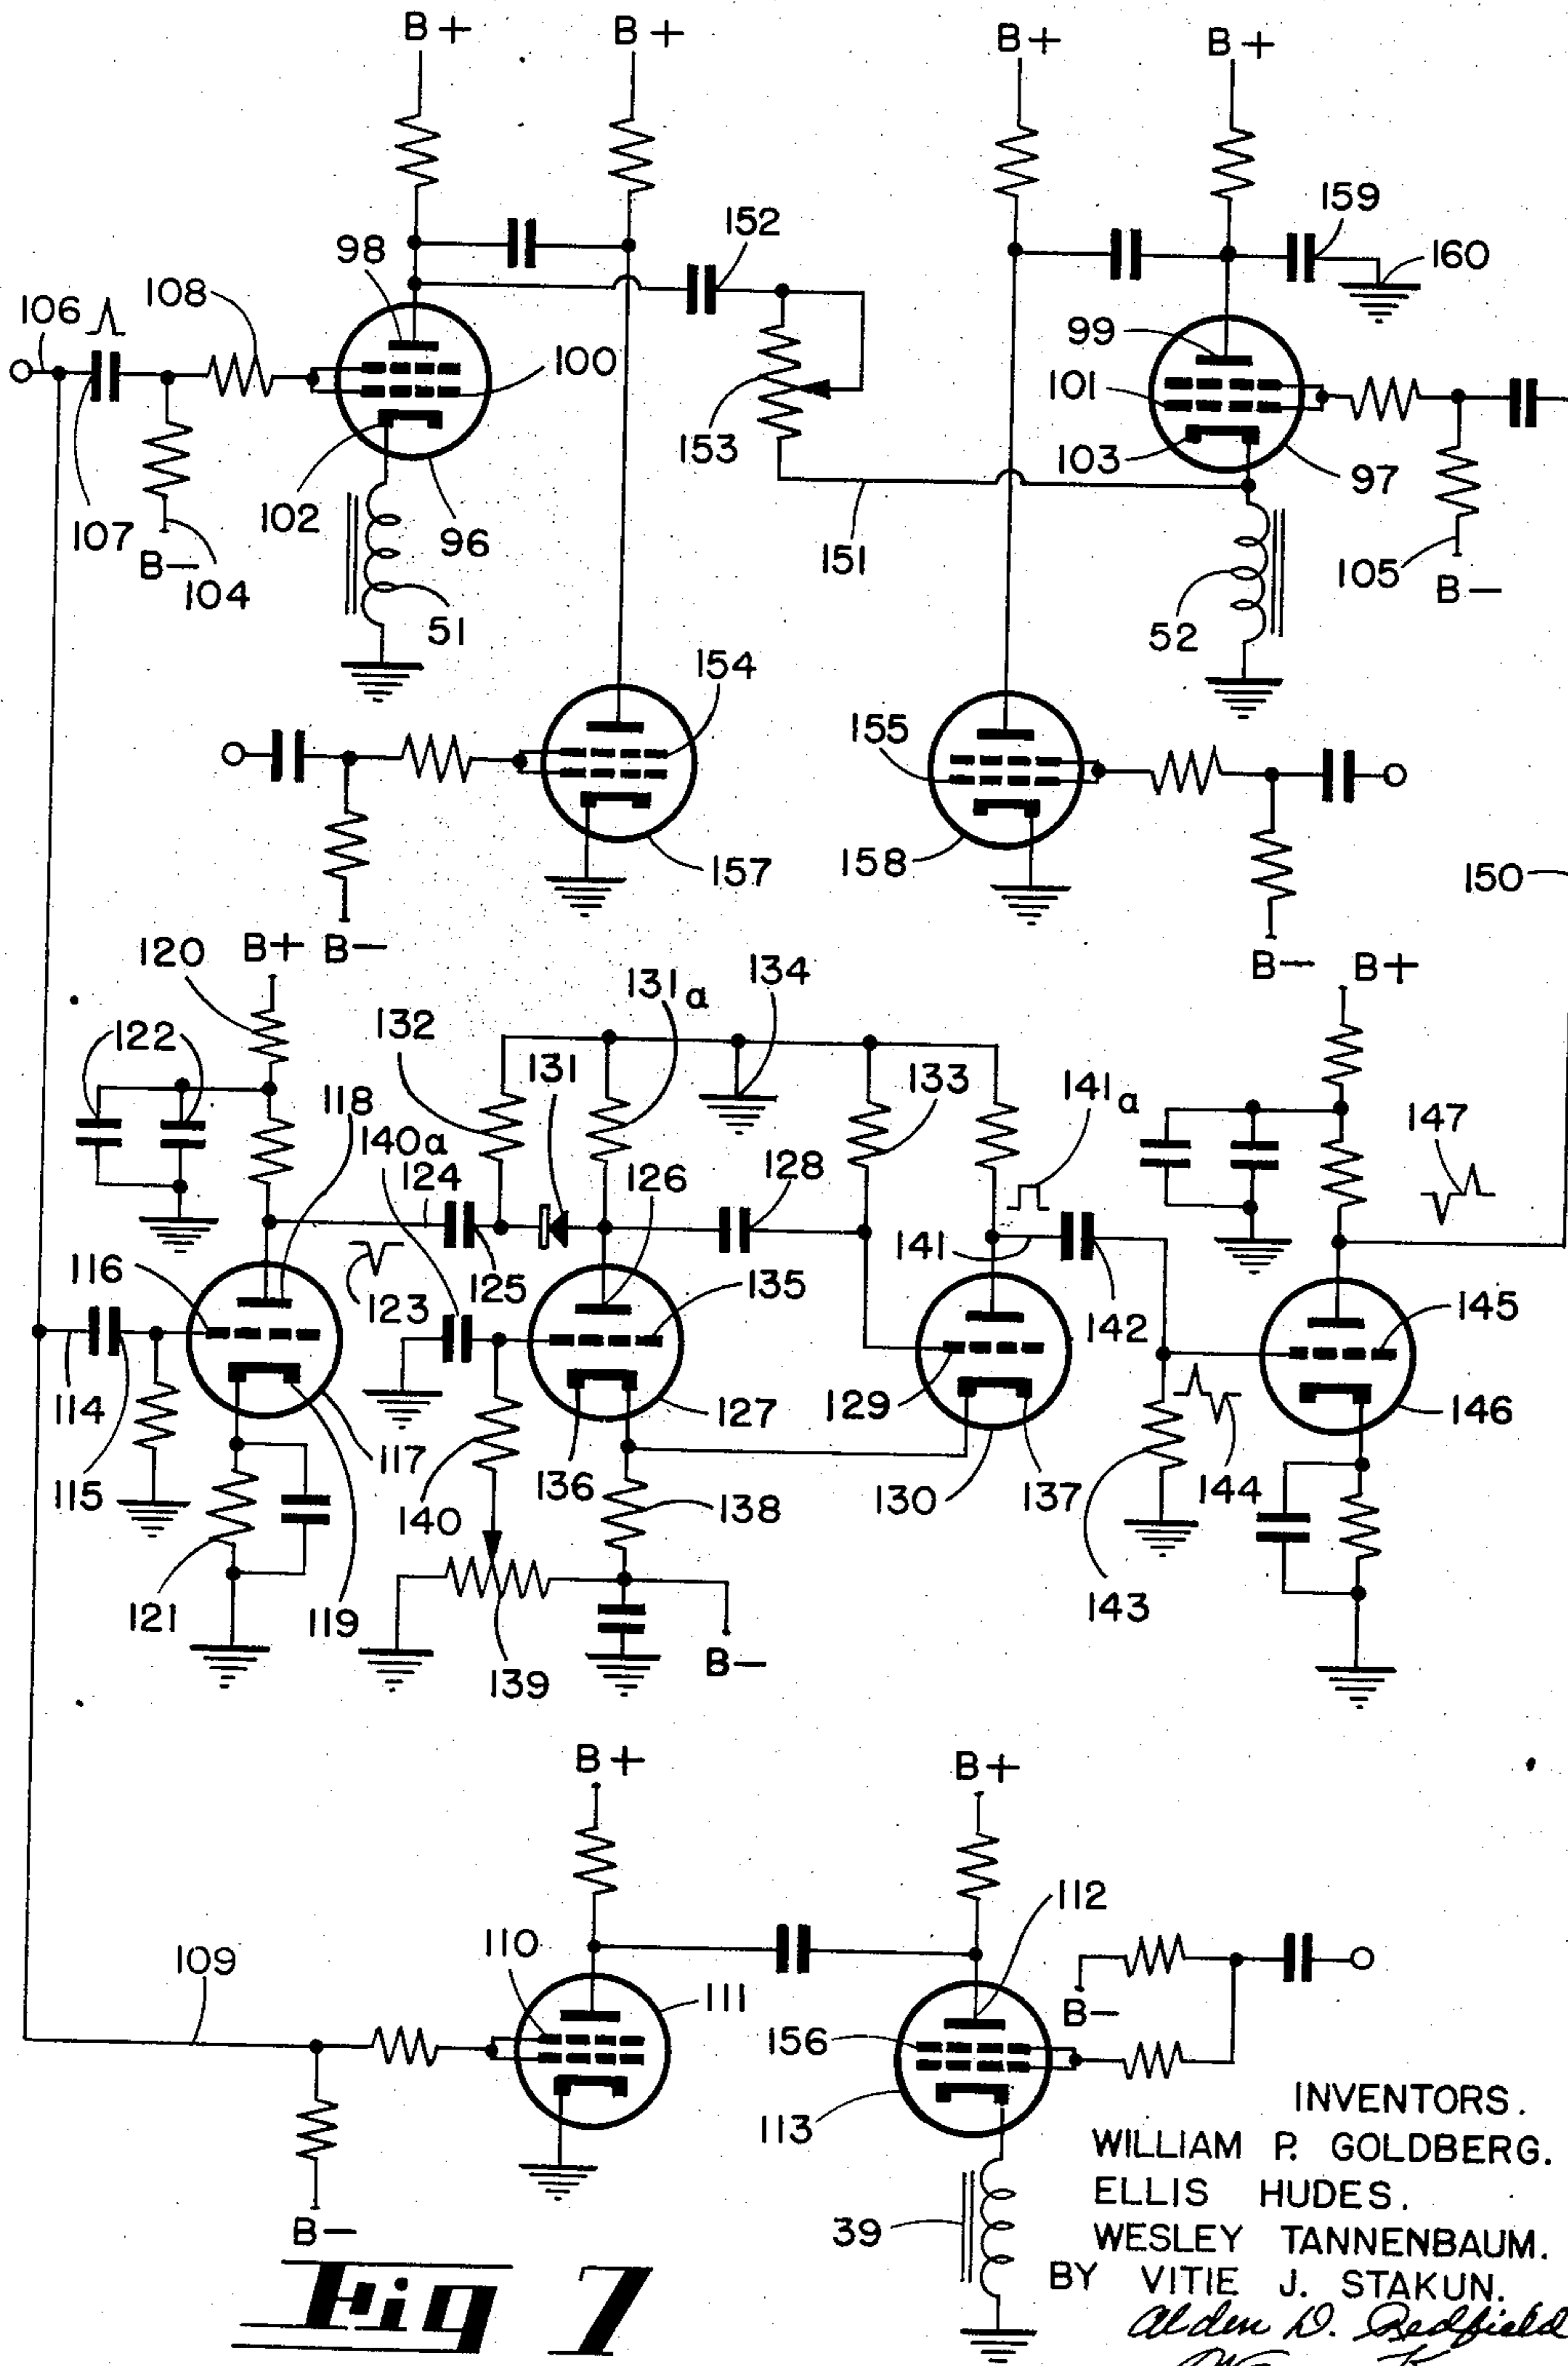 B+ B+ B+ B+
152 159
98 160
106 108
99
100 101
153 103
107 102 97
B- 104 96 151 105 B-
51 52
154 155
157 158 150
B+ B- B- B+
120 131a 134
122 132 131 133 141a 147
118 140a 124 126 128
116 123 125 135 141 142 145
114 117 136 127 129 146
115 140 138 130 137 144
121 119 143
139 B-
B+ B+
112
109 110 111
B-
156
113
B-
39
INVENTORS.
WILLIAM P. GOLDBERG.
ELLIS HUDES.
WESLEY TANNENBAUM.
BY VITIE J. STAKUN.
Alden D. Redfield
Fig 7